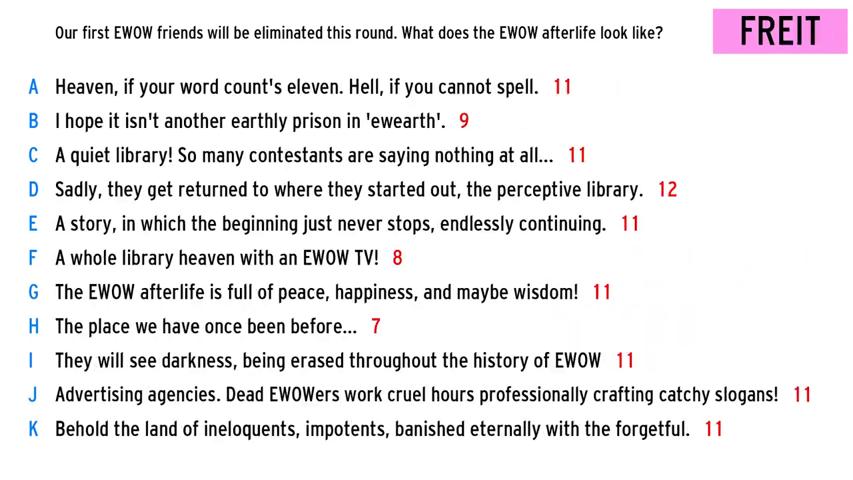 Our first EWOW friends will be eliminated this round. What does the EWOW afterlife look like?
FREIT
A Heaven, if your word count's eleven. Hell, if you cannot spell. 11
B I hope it isn't another earthly prison in 'ewearth'. 9
C A quiet library! So many contestants are saying nothing at all... 11
D Sadly, they get returned to where they started out, the perceptive library. 12
E A story, in which the beginning just never stops, endlessly continuing. 11
F A whole library heaven with an EWOW TV! 8
G The EWOW afterlife is full of peace, happiness, and maybe wisdom! 11
H The place we have once been before... 7
I They will see darkness, being erased throughout the history of EWOW 11
J Advertising agencies. Dead EWOWers work cruel hours professionally crafting catchy slogans! 11
K Behold the land of ineloquents, impotents, banished eternally with the forgetful. 11